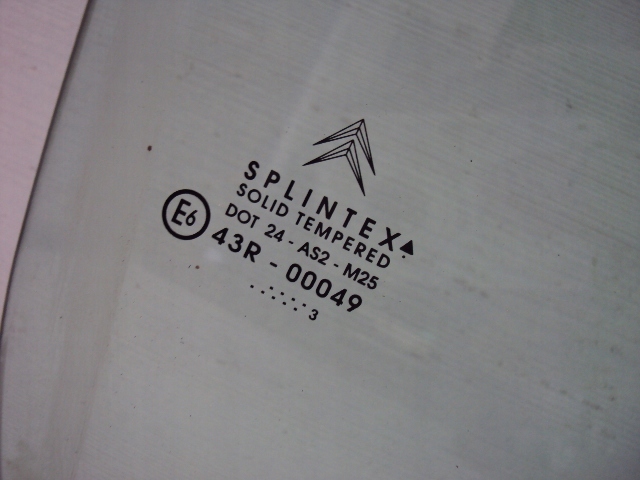 SPLINTEX
SOLID TEMPERED
E6
DOT 24 - AS2 - M25
43R - 00049
3